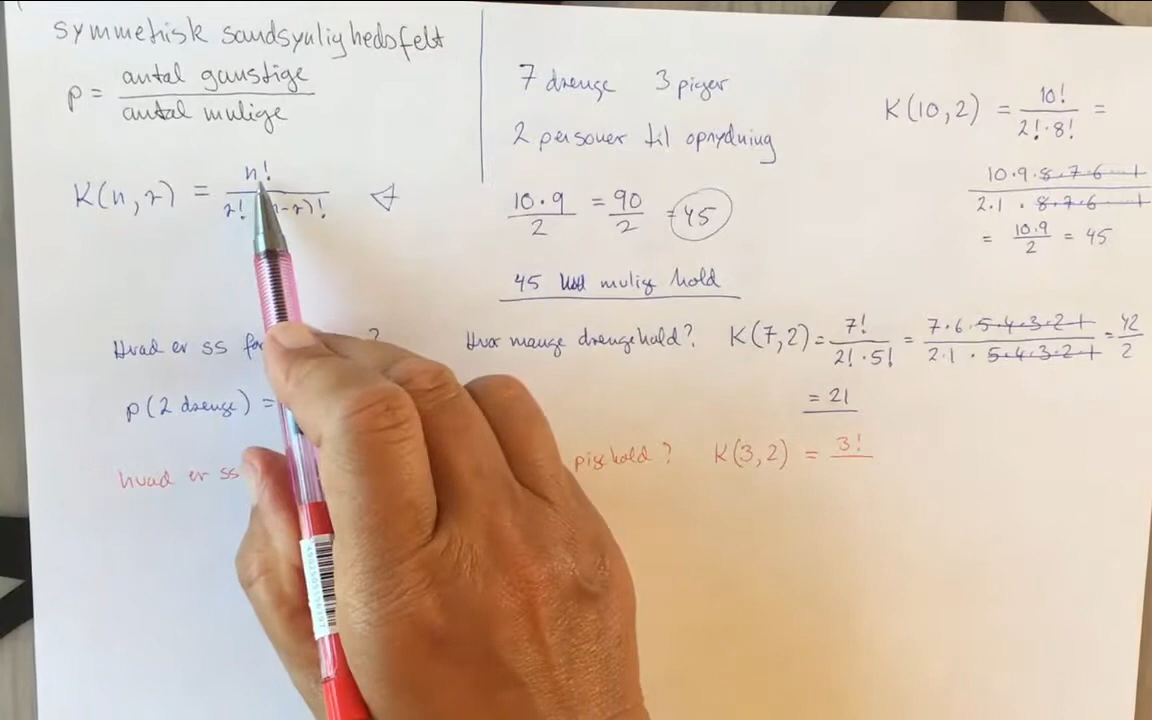 symmetrisk sandsynlighedsfelt
p = antal gunstige / antal mulige
K(n, r) = n! / r! (n-r)!
7 drenge 3 piger
2 personer til oprydning
10·9 / 2 = 90 / 2 = 45
45 mulige hold
K(10,2) = 10! / 2!·8! =
10·9·8·7·6 1 / 2·1 · 8·7·6 1
= 10·9 / 2 = 45
Hvad er ss for ?
Hvor mange drengehold? K(7,2) = 7! / 2!·5! = 7·6·5·4·3·2·1 / 2·1 · 5·4·3·2·1 = 42 / 2
p(2 drenge) =
= 21
hvad er ss pigehold? K(3,2) = 3!